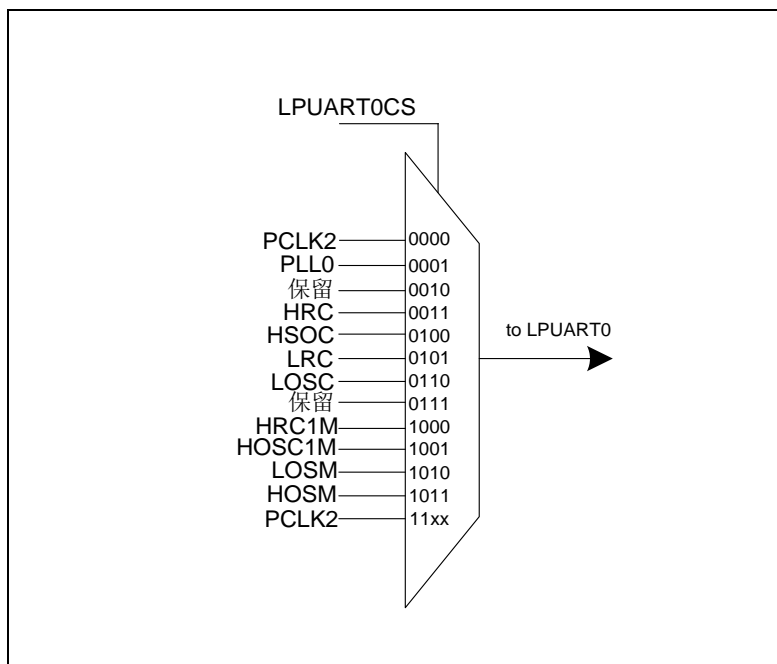 LPUART0CS
PCLK2 0000
PLL0 0001
保留 0010
HRC 0011
HSOC 0100
to LPUART0
LRC 0101
LOSC 0110
保留 0111
HRC1M 1000
HOSC1M 1001
LOSM 1010
HOSM 1011
PCLK2 11xx